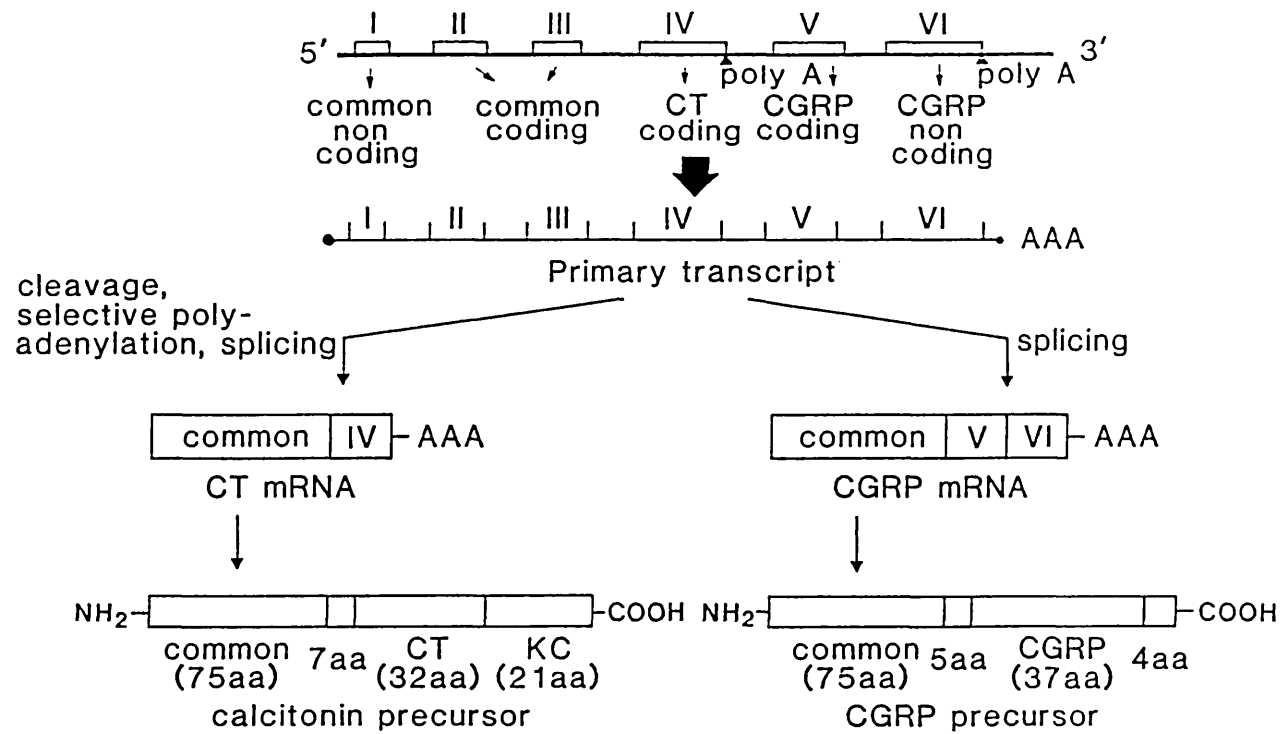 I II III IV V VI
5′ 3′
poly A poly A
common non coding
common coding
CT coding
CGRP coding
CGRP non coding
I II III IV V VI
AAA
Primary transcript
cleavage,
selective poly-
adenylation, splicing
splicing
common IV AAA
CT mRNA
common V VI AAA
CGRP mRNA
NH₂ COOH
common 7aa CT KC
(75aa) (32aa) (21aa)
calcitonin precursor
NH₂ COOH
common 5aa CGRP 4aa
(75aa) (37aa)
CGRP precursor